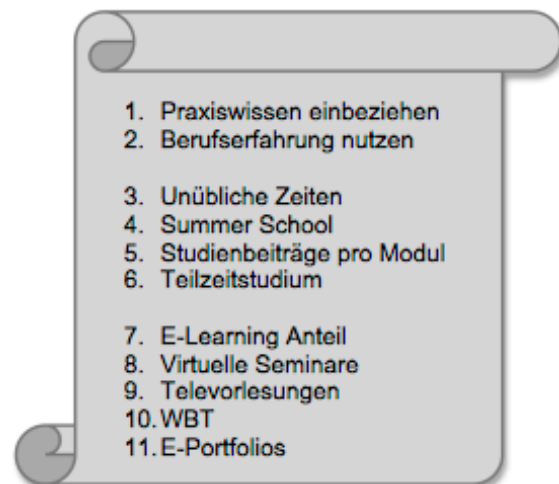 1. Praxiswissen einbeziehen
2. Berufserfahrung nutzen
3. Unübliche Zeiten
4. Summer School
5. Studienbeiträge pro Modul
6. Teilzeitstudium
7. E-Learning Anteil
8. Virtuelle Seminare
9. Televorlesungen
10. WBT
11. E-Portfolios